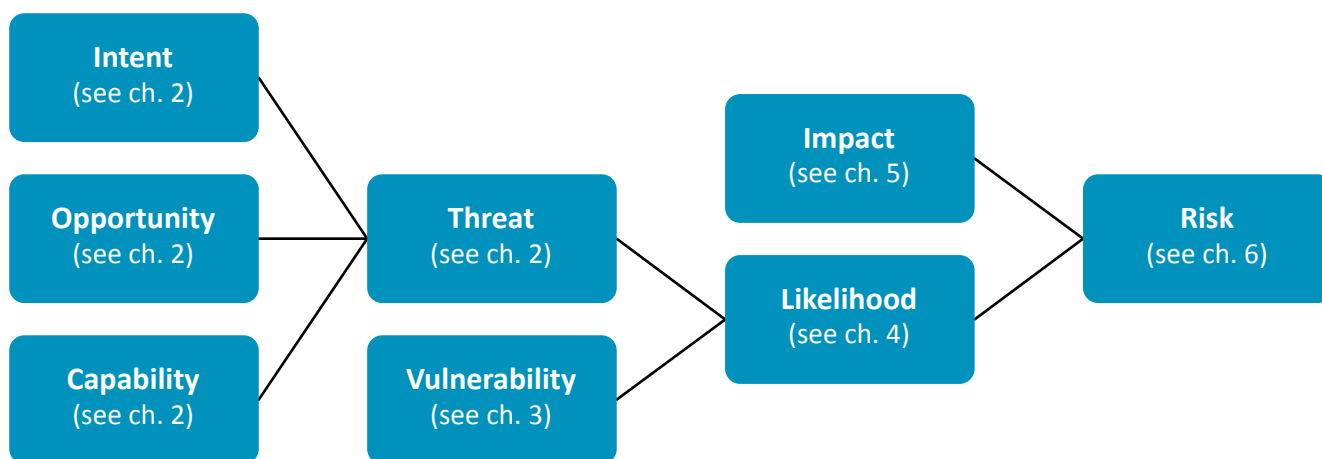 Intent
(see ch. 2)
Opportunity
(see ch. 2)
Capability
(see ch. 2)
Threat
(see ch. 2)
Vulnerability
(see ch. 3)
Impact
(see ch. 5)
Likelihood
(see ch. 4)
Risk
(see ch. 6)